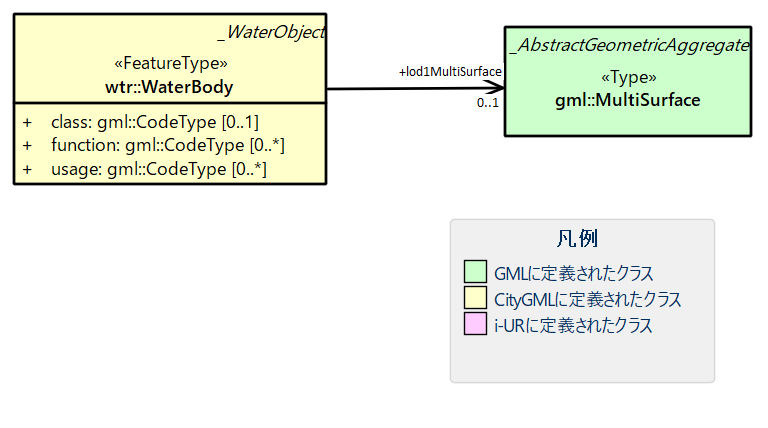 _WaterObject
«FeatureType»
wtr::WaterBody
+ class: gml::CodeType [0..1]
+ function: gml::CodeType [0..*]
+ usage: gml::CodeType [0..*]
+lod1MultiSurface
0..1
_AbstractGeometricAggregate
«Type»
gml::MultiSurface
凡例
GMLに定義されたクラス
CityGMLに定義されたクラス
i-URに定義されたクラス